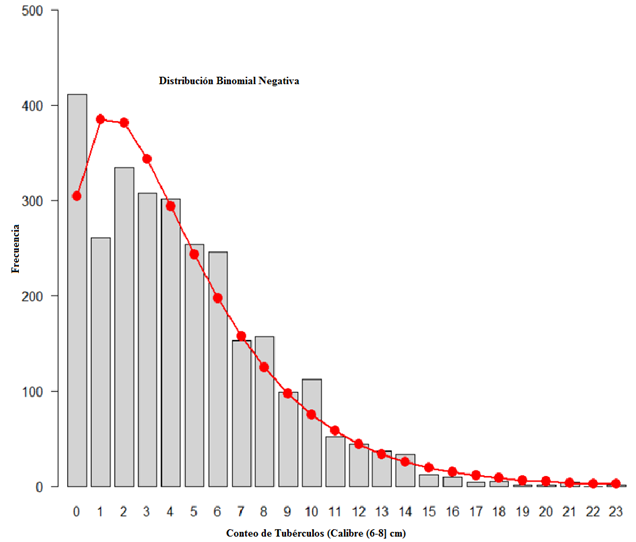 500
Distribución Binomial Negativa
400
300
200
100
0
Frecuencia
0 1 2 3 4 5 6 7 8 9 10 11 12 13 14 15 16 17 18 19 20 21 22 23
Conteo de Tubérculos (Calibre (6-8] cm)